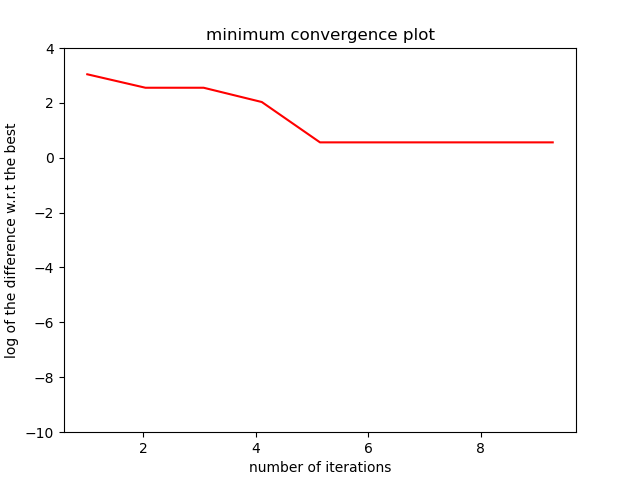 minimum convergence plot
log of the difference w.r.t the best
4
2
0
−2
−4
−6
−8
−10
2 4 6 8
number of iterations